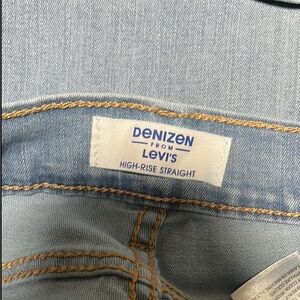 DENIZEN
FROM
LEVI'S
HIGH-RISE STRAIGHT